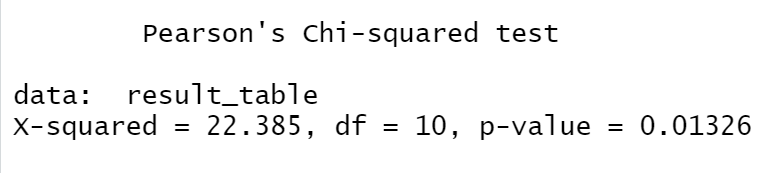 Pearson's Chi-squared test
data: result_table
X-squared = 22.385, df = 10, p-value = 0.01326